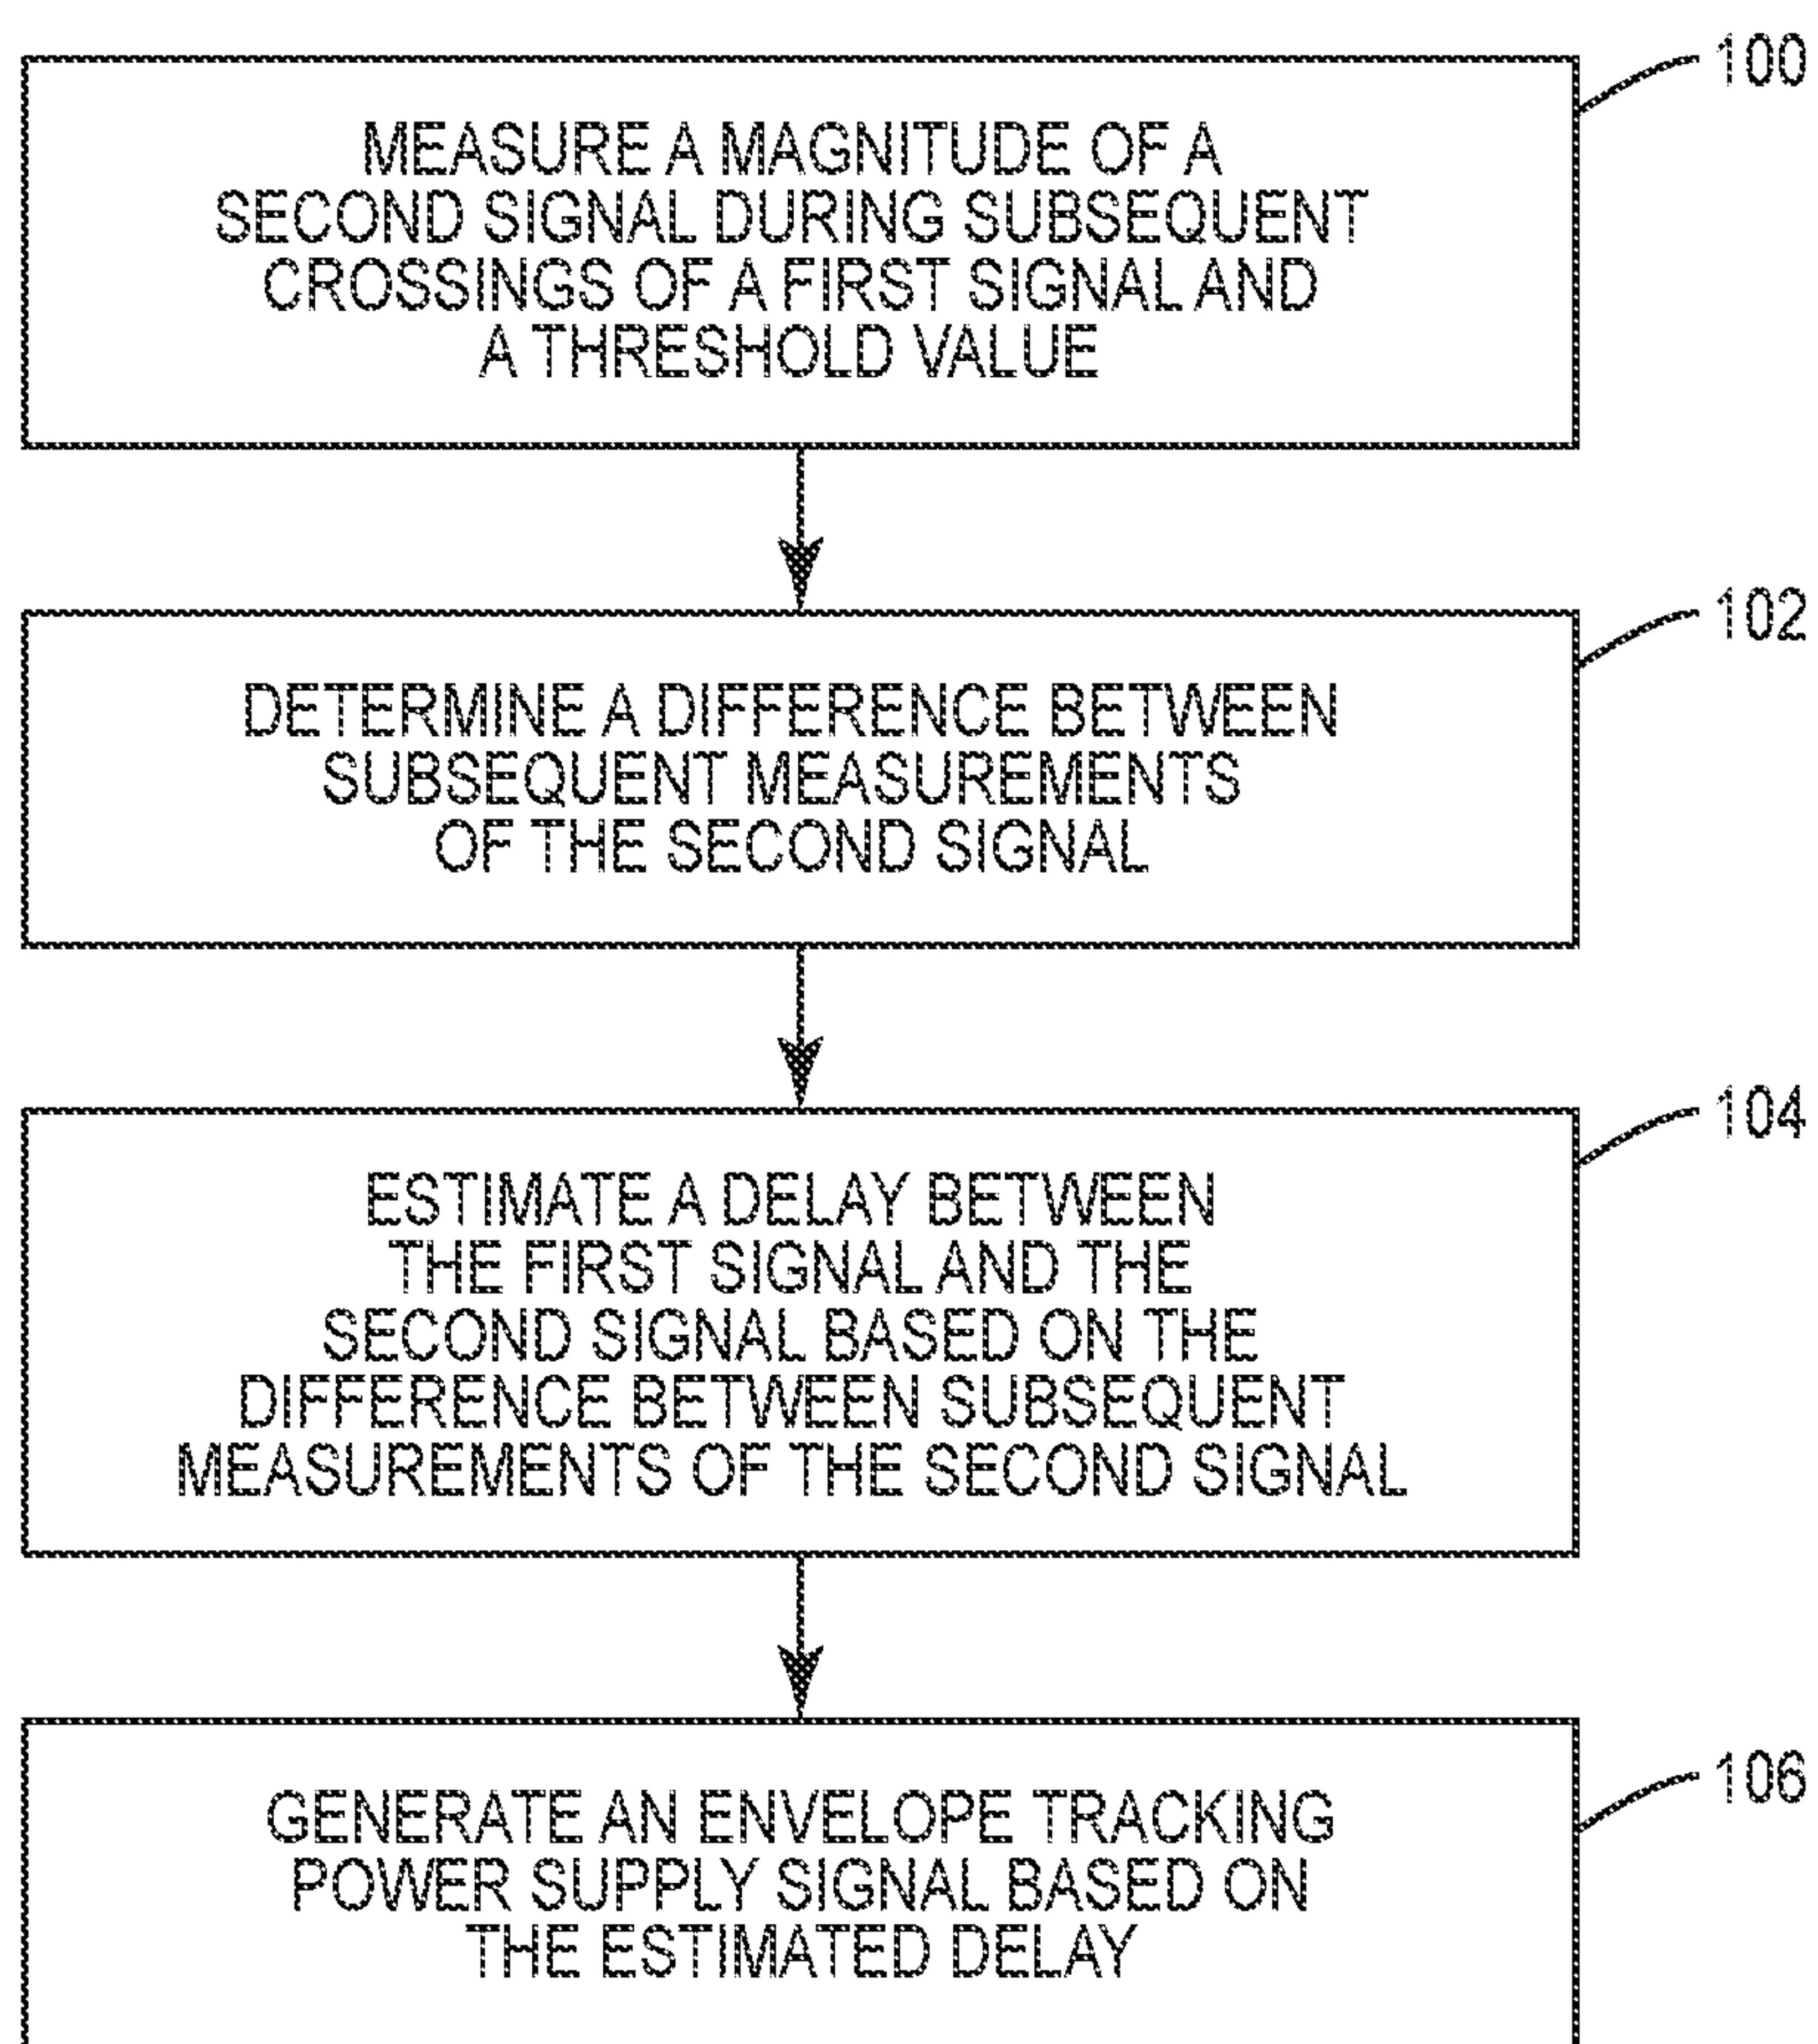 100
MEASURE A MAGNITUDE OF A
SECOND SIGNAL DURING SUBSEQUENT
CROSSINGS OF A FIRST SIGNAL AND
A THRESHOLD VALUE
102
DETERMINE A DIFFERENCE BETWEEN
SUBSEQUENT MEASUREMENTS
OF THE SECOND SIGNAL
104
ESTIMATE A DELAY BETWEEN
THE FIRST SIGNAL AND THE
SECOND SIGNAL BASED ON THE
DIFFERENCE BETWEEN SUBSEQUENT
MEASUREMENTS OF THE SECOND SIGNAL
106
GENERATE AN ENVELOPE TRACKING
POWER SUPPLY SIGNAL BASED ON
THE ESTIMATED DELAY